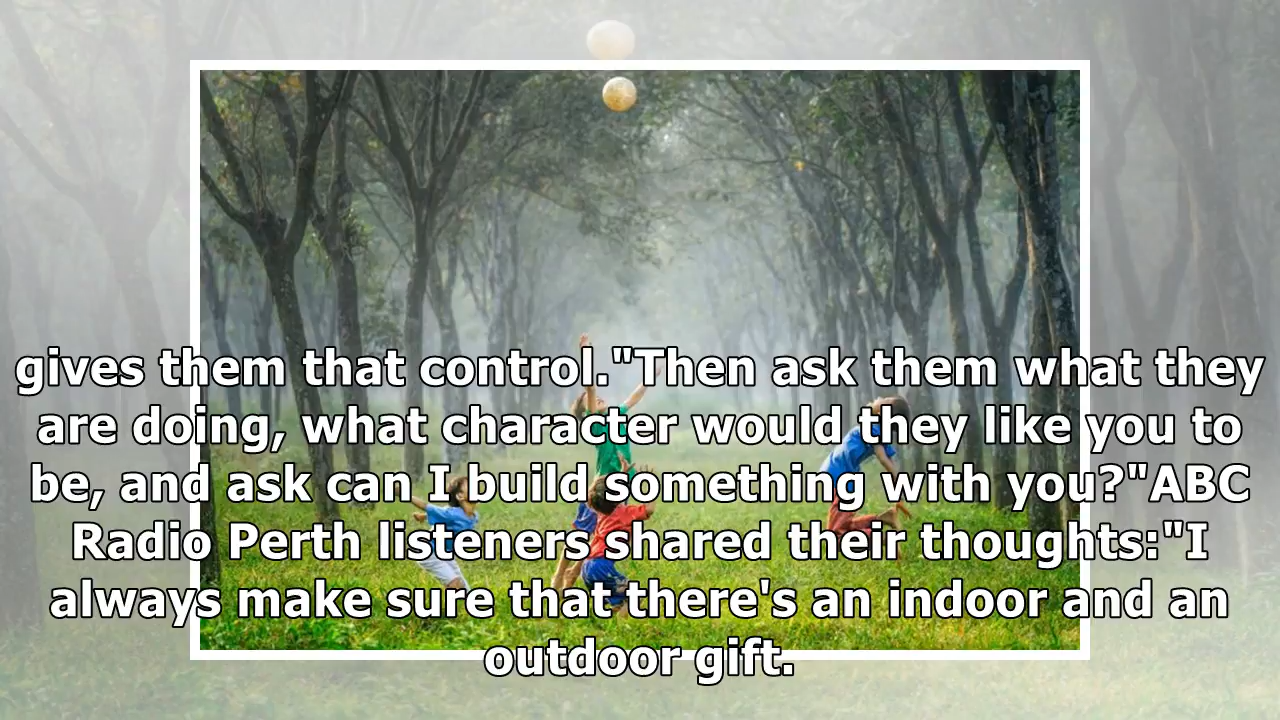 gives them that control."Then ask them what they
are doing, what character would they like you to
be, and ask can I build something with you?"ABC
Radio Perth listeners shared their thoughts:"I
always make sure that there's an indoor and an
outdoor gift.